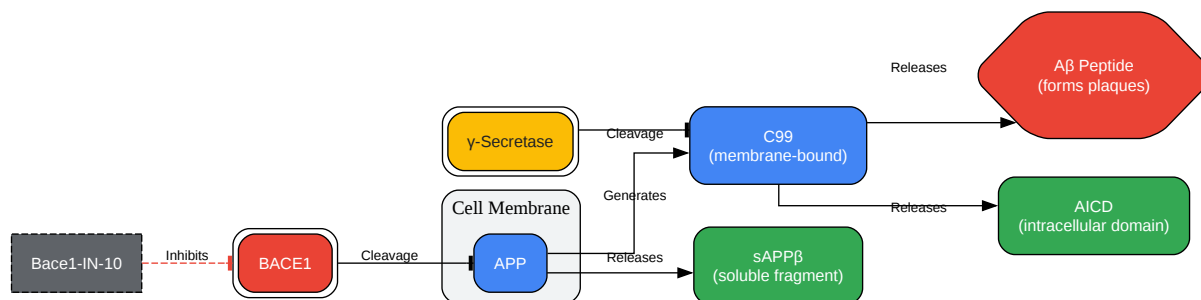 Releases
Aβ Peptide
(forms plaques)
γ-Secretase
Cleavage
C99
(membrane-bound)
Generates
Cell Membrane
Releases
AICD
(intracellular domain)
Bace1-IN-10
Inhibits
BACE1
Cleavage
APP
Releases
sAPPβ
(soluble fragment)